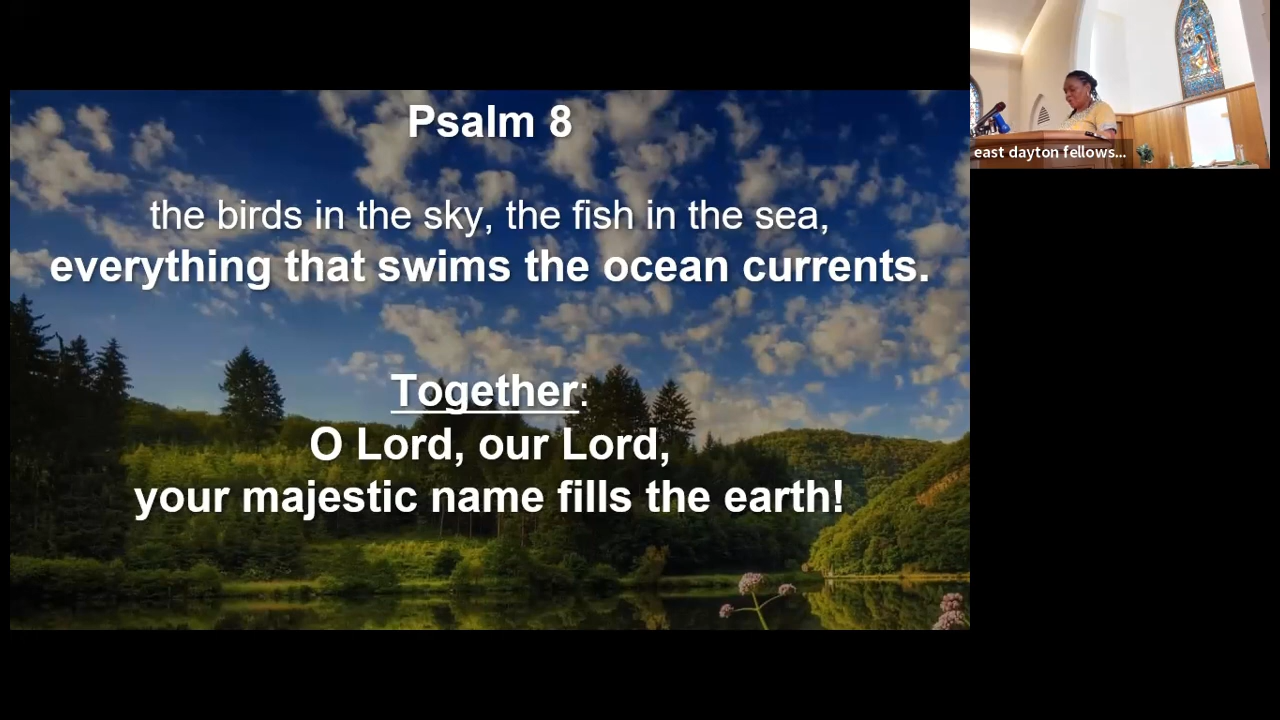 Psalm 8
the birds in the sky, the fish in the sea,
everything that swims the ocean currents.
Together:
O Lord, our Lord,
your majestic name fills the earth!
east dayton fellows...